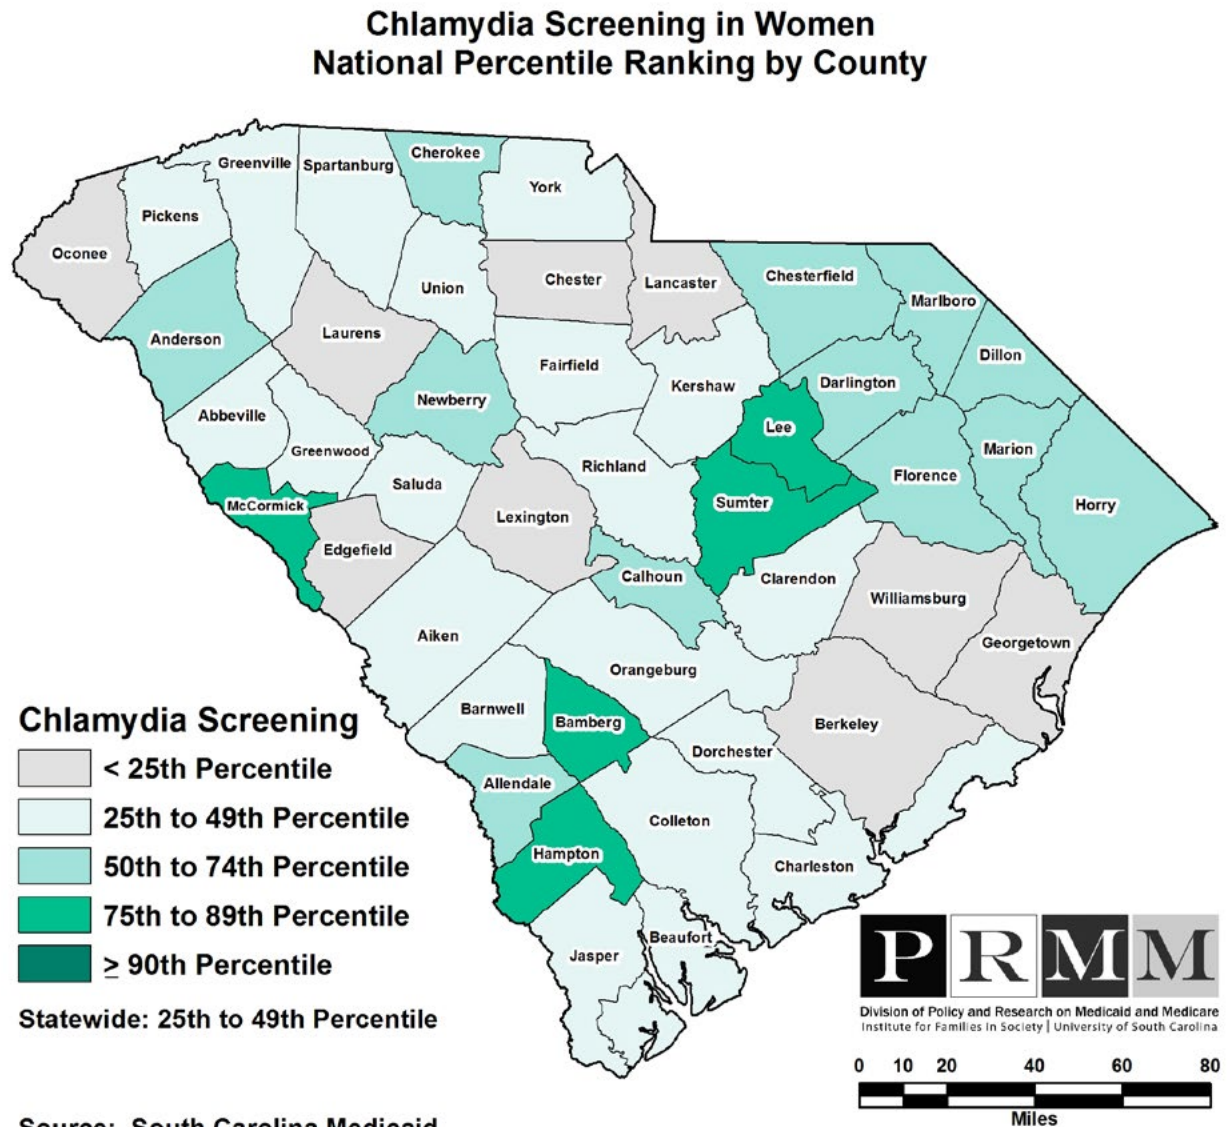 Chlamydia Screening in Women
National Percentile Ranking by County
Cherokee
Greenville
Spartanburg
York
Pickens
Oconee
Chesterfield
Chester
Lancaster
Union
Marlboro
Laurens
Anderson
Dillon
Fairfield
Darlington
Kershaw
Newberry
Abbeville
Lee
Marion
Greenwood
Richland
Florence
Saluda
Sumter
McCormick
Horry
Lexington
Edgefield
Calhoun
Clarendon
Williamsburg
Aiken
Georgetown
Orangeburg
Barnwell
Bamberg
Berkeley
Dorchester
Allendale
Colleton
Hampton
Charleston
Beaufort
Jasper
Chlamydia Screening
< 25th Percentile
25th to 49th Percentile
50th to 74th Percentile
75th to 89th Percentile
≥ 90th Percentile
Statewide: 25th to 49th Percentile
PRMM
Division of Policy and Research on Medicaid and Medicare
Institute for Families in Society | University of South Carolina
0 10 20 40 60 80
Miles
Source: South Carolina Medicaid